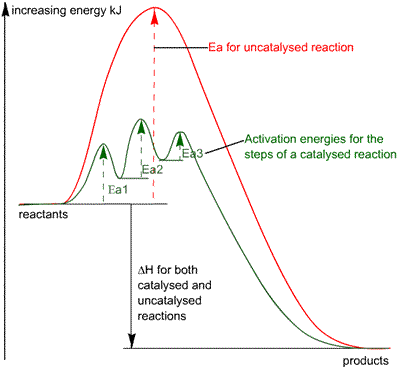 increasing energy kJ
Ea for uncatalysed reaction
Activation energies for the
steps of a catalysed reaction
Ea1
Ea2
Ea3
reactants
ΔH for both
catalysed and
uncatalysed
reactions
products